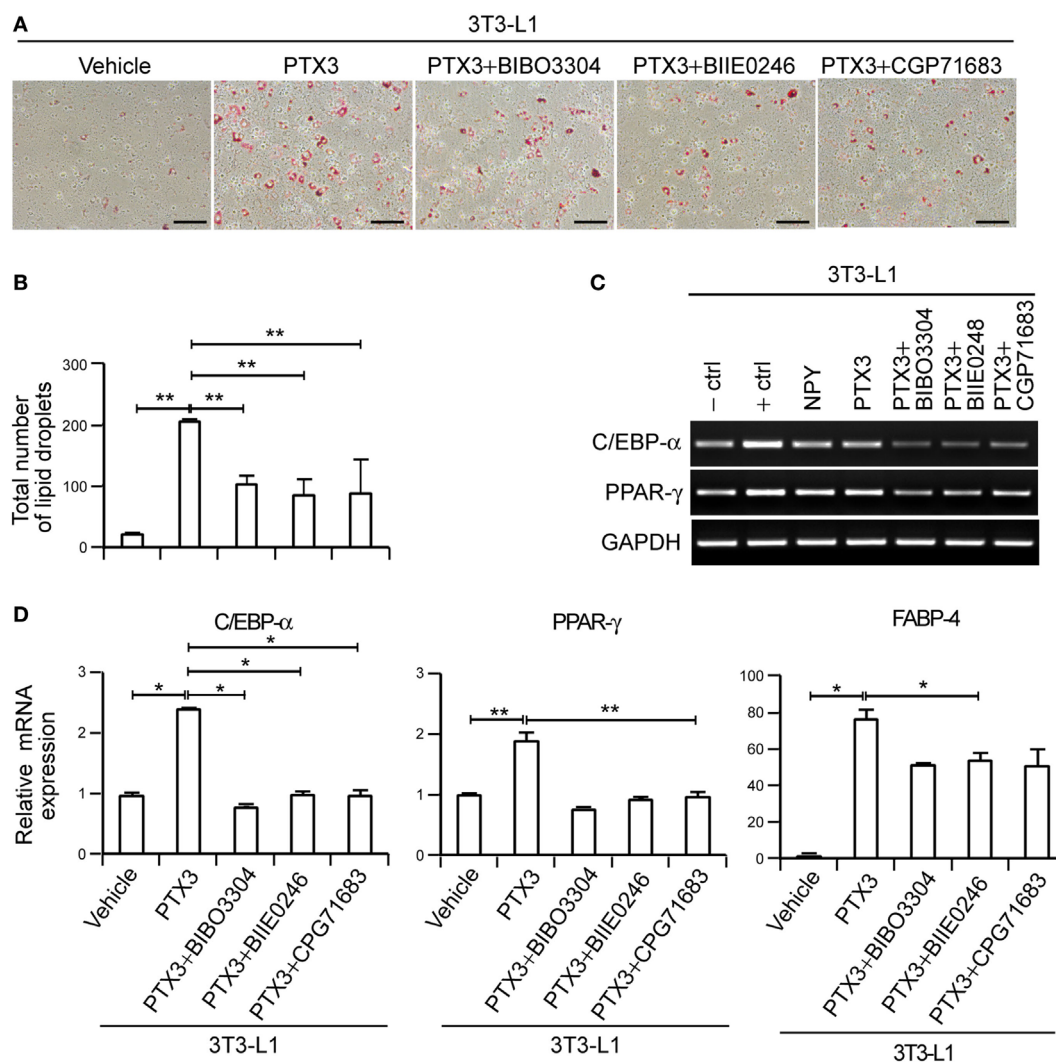 A
3T3-L1
Vehicle PTX3 PTX3+BIBO3304 PTX3+BIIE0246 PTX3+CGP71683
B
**
**
** **
300
200
100
0
Total number
of lipid droplets
C
3T3-L1
– ctrl
+ ctrl
NPY
PTX3
PTX3+
BIBO3304
PTX3+
BIIE0248
PTX3+
CGP71683
C/EBP-α
PPAR-γ
GAPDH
D
C/EBP-α
*
*
* *
3
2
1
0
Relative mRNA
expression
Vehicle
PTX3
PTX3+BIBO3304
PTX3+BIIE0246
PTX3+CPG71683
3T3-L1
PPAR-γ
** **
3
2
1
0
Vehicle
PTX3
PTX3+BIBO3304
PTX3+BIIE0246
PTX3+CPG71683
3T3-L1
FABP-4
* *
80
60
40
20
0
Vehicle
PTX3
PTX3+BIBO3304
PTX3+BIIE0246
PTX3+CPG71683
3T3-L1